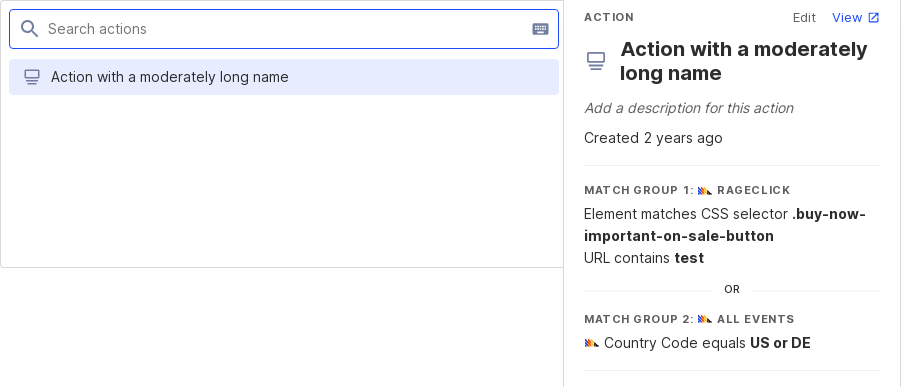 Search actions
Action with a moderately long name
ACTION
Edit
View
Action with a moderately
long name
Add a description for this action
Created 2 years ago
MATCH GROUP 1: RAGECLICK
Element matches CSS selector .buy-now-
important-on-sale-button
URL contains test
OR
MATCH GROUP 2: ALL EVENTS
Country Code equals US or DE